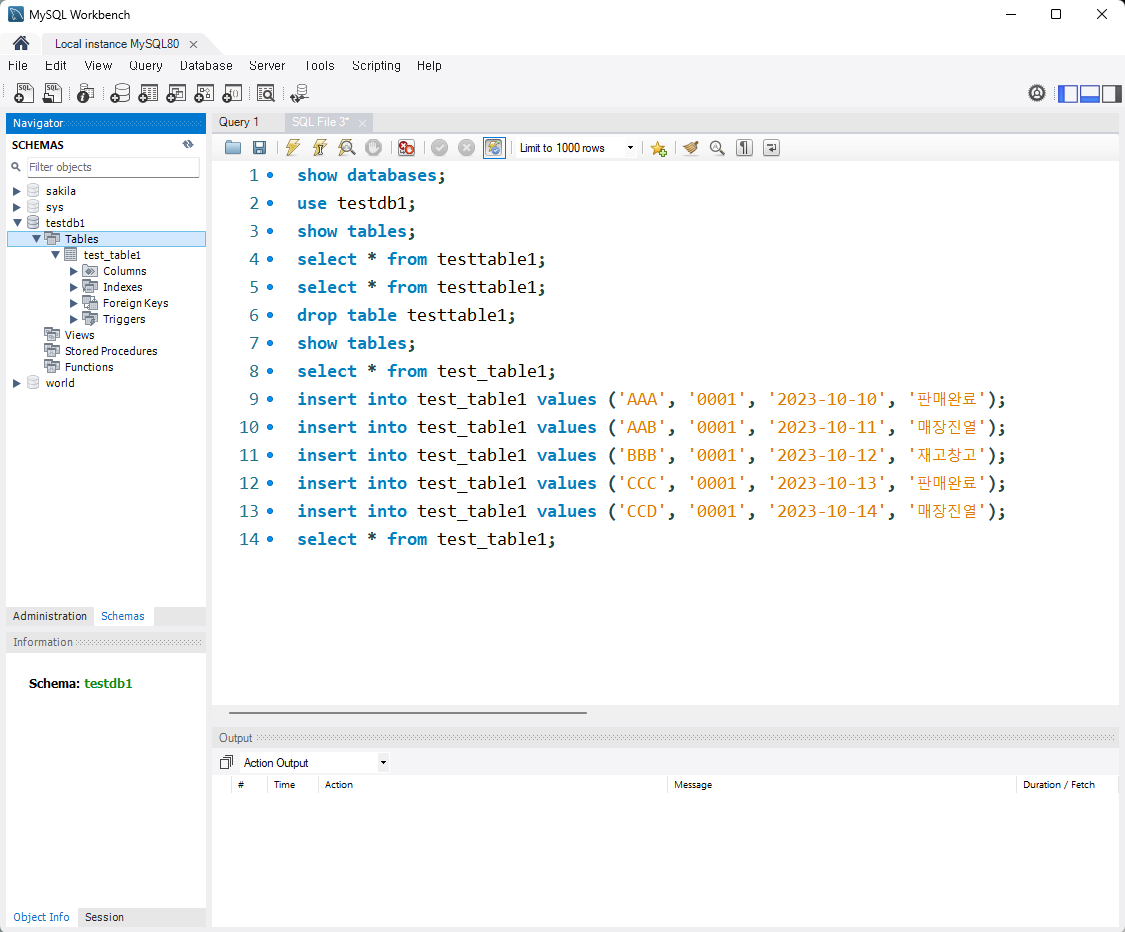 MySQL Workbench
Local instance MySQL80
File Edit View Query Database Server Tools Scripting Help
Navigator
SCHEMAS
Filter objects
sakila
sys
testdb1
Tables
test_table1
Columns
Indexes
Foreign Keys
Triggers
Views
Stored Procedures
Functions
world
Administration Schemas
Information
Schema: testdb1
Object Info Session
Query 1 SQL File 3*
Limit to 1000 rows
1 show databases;
2 use testdb1;
3 show tables;
4 select * from testtable1;
5 select * from testtable1;
6 drop table testtable1;
7 show tables;
8 select * from test_table1;
9 insert into test_table1 values ('AAA', '0001', '2023-10-10', '판매완료');
10 insert into test_table1 values ('AAB', '0001', '2023-10-11', '매장진열');
11 insert into test_table1 values ('BBB', '0001', '2023-10-12', '재고창고');
12 insert into test_table1 values ('CCC', '0001', '2023-10-13', '판매완료');
13 insert into test_table1 values ('CCD', '0001', '2023-10-14', '매장진열');
14 select * from test_table1;
Output
Action Output
# Time Action Message Duration / Fetch